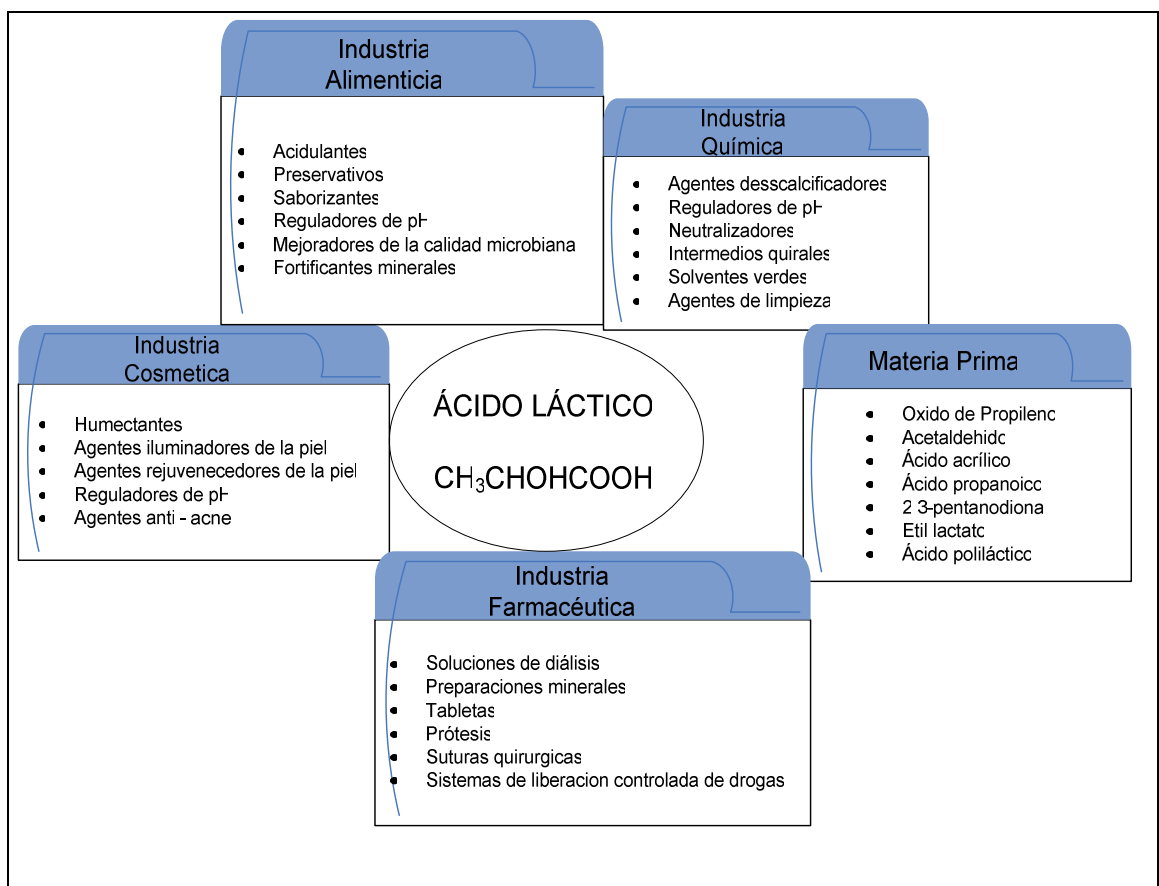 Industria
Alimenticia
Acidulantes
Preservativos
Saborizantes
Reguladores de pH
Mejoradores de la calidad microbiana
Fortificantes minerales
Industria
Química
Agentes desscalcificadores
Reguladores de pH
Neutralizadores
Intermedios quirales
Solventes verdes
Agentes de limpieza
Industria
Cosmetica
Humectantes
Agentes iluminadores de la piel
Agentes rejuvenecedores de la piel
Reguladores de pH
Agentes anti - acne
ÁCIDO LÁCTICO
CH₃CHOHCOOH
Materia Prima
Oxido de Propileno
Acetaldehido
Ácido acrílico
Ácido propanoico
2 3-pentanodiona
Etil lactato
Ácido poliláctico
Industria
Farmacéutica
Soluciones de diálisis
Preparaciones minerales
Tabletas
Prótesis
Suturas quirurgicas
Sistemas de liberacion controlada de drogas